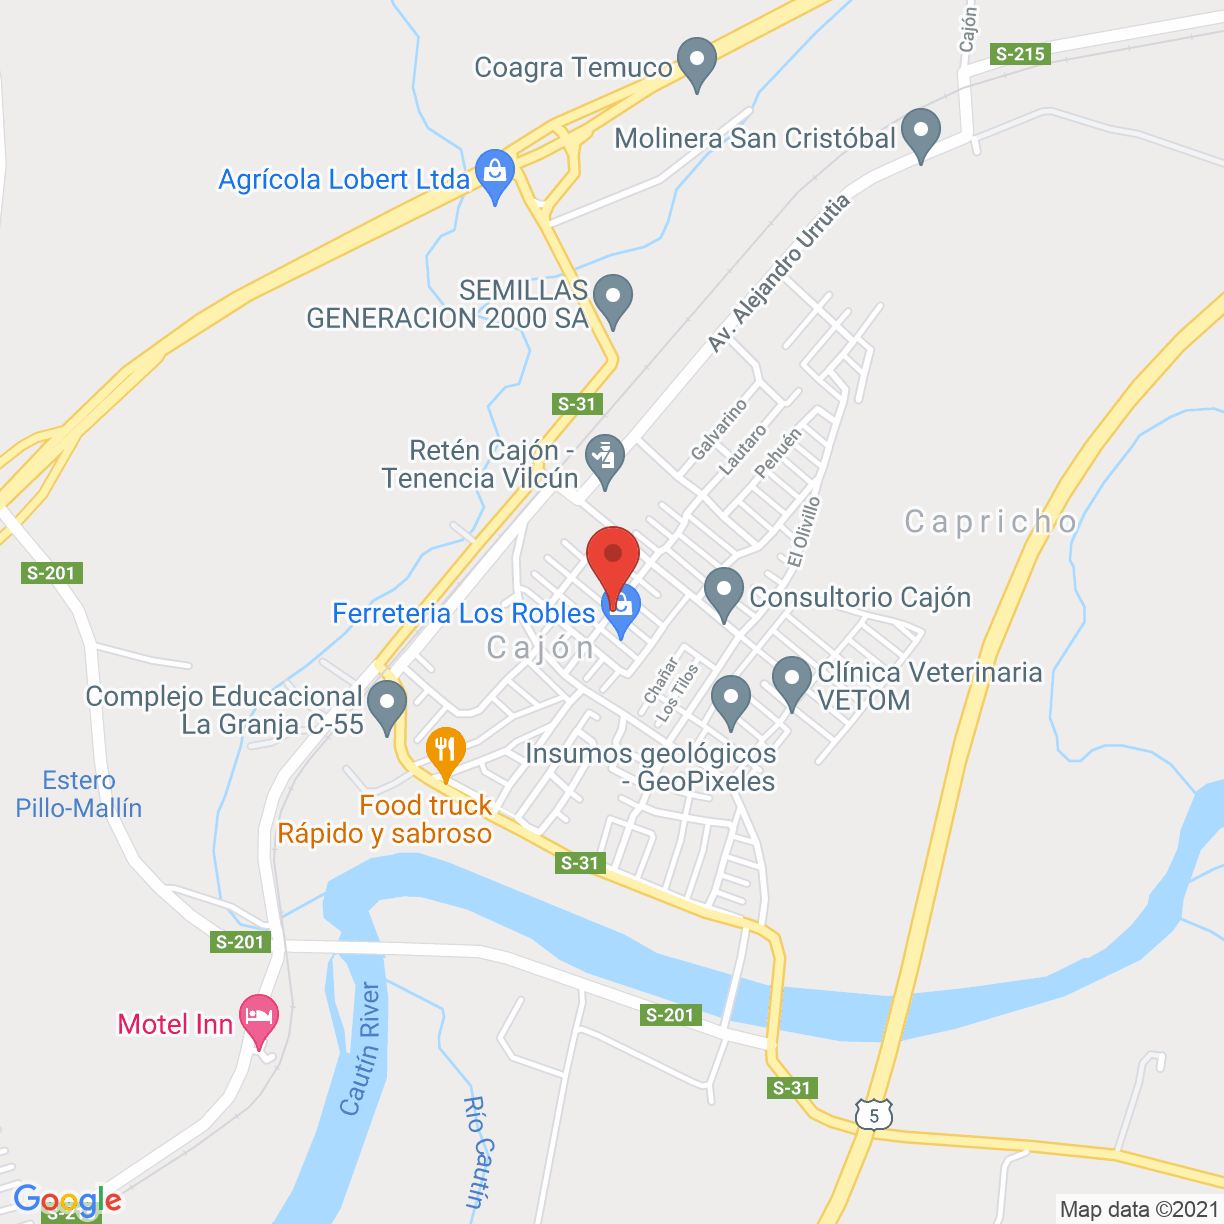 Cajón
S-215
Coagra Temuco
Molinera San Cristóbal
Agrícola Lobert Ltda
Av. Alejandro Urrutia
SEMILLAS
GENERACION 2000 SA
S-31
Galvarino
Lautaro
Pehuén
Retén Cajón -
Tenencia Vilcún
El Olivillo
Capricho
S-201
Consultorio Cajón
Ferreteria Los Robles
Cajón
Chañar
Los Tilos
Clínica Veterinaria
VETOM
Complejo Educacional
La Granja C-55
Insumos geológicos
- GeoPixeles
Estero
Pillo-Mallín
Food truck
Rápido y sabroso
S-31
S-201
S-201
Motel Inn
Cautín River
S-31
5
Río Cautín
Google
Map data ©2021